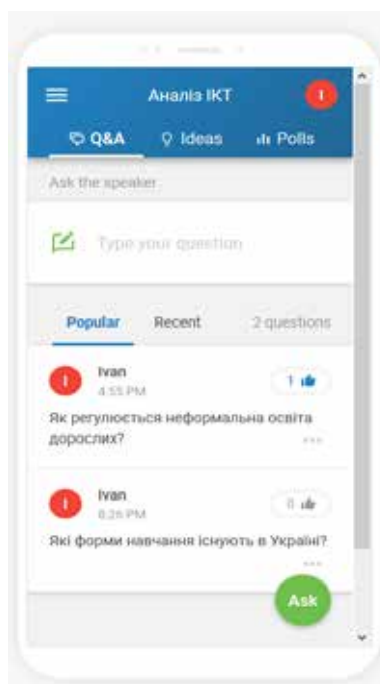 Аналіз ІКТ
I
Q&A Ideas Polls
Ask the speaker
Type your question
Popular Recent 2 questions
I Ivan 1
4:55 PM
Як регулюється неформальна освіта
дорослих?
I Ivan 0
8:26 PM
Які форми навчання існують в Україні?
Ask